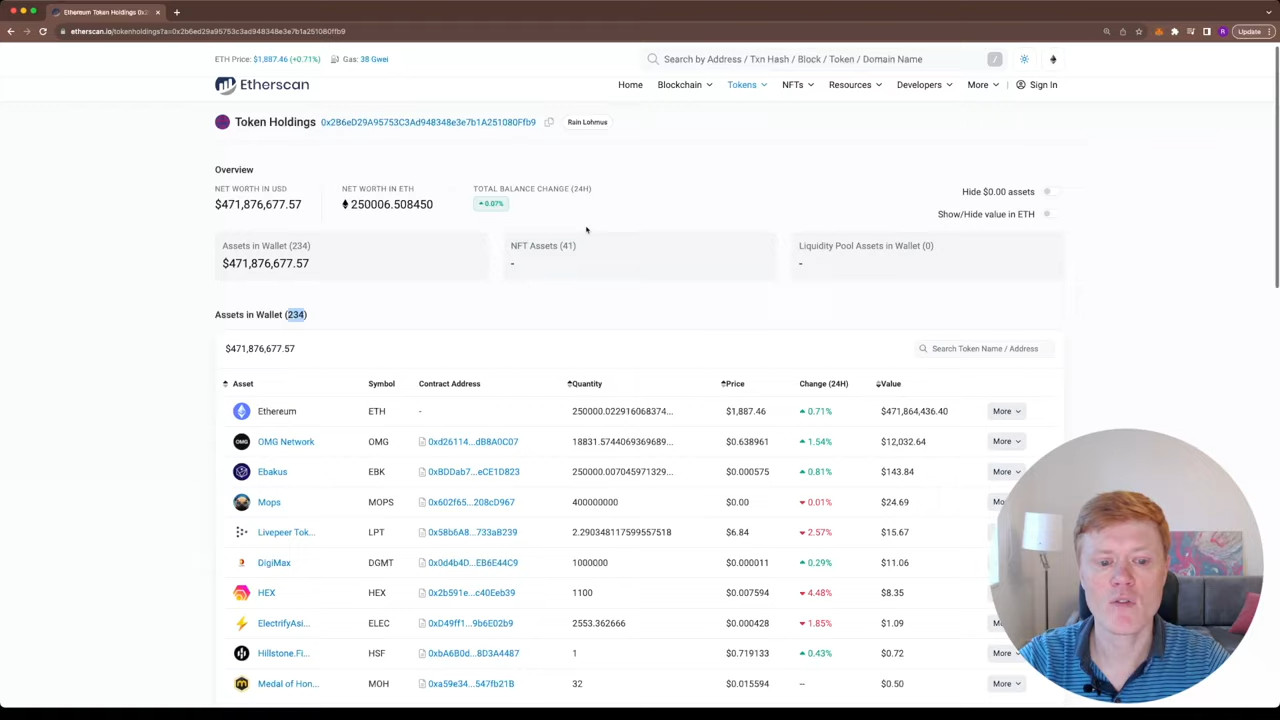 Ethereum Token Holdings 0x2
etherscan.io/tokenholdings?a=0x2b6ed29a95753c3ad948348e3e7b1a251080ffb9
Update
ETH Price: $1,887.46 (+0.71%) Gas: 38 Gwei
Search by Address / Txn Hash / Block / Token / Domain Name
/
Etherscan
Home Blockchain Tokens NFTs Resources Developers More Sign In
Token Holdings 0x2B6eD29A95753C3Ad948348e3e7b1A251080Ffb9 Rain Lohmus
Overview
NET WORTH IN USD NET WORTH IN ETH TOTAL BALANCE CHANGE (24H)
$471,876,677.57 250006.508450 0.07%
Hide $0.00 assets
Show/Hide value in ETH
Assets in Wallet (234) NFT Assets (41) Liquidity Pool Assets in Wallet (0)
$471,876,677.57 - -
Assets in Wallet (234)
$471,876,677.57 Search Token Name / Address
Asset Symbol Contract Address Quantity Price Change (24H) Value
Ethereum ETH - 250000.022916068374... $1,887.46 0.71% $471,864,436.40 More
OMG Network OMG 0xd26114...dB8A0C07 18831.5744069369689... $0.638961 1.54% $12,032.64 More
Ebakus EBK 0xBDDab7...eCE1D823 250000.007045971329... $0.000575 0.81% $143.84 More
Mops MOPS 0x602f65...208cD967 400000000 $0.00 0.01% $24.69 Mo
Livepeer Tok... LPT 0x58b6A8...733aB239 2.290348117599557518 $6.84 2.57% $15.67
DigiMax DGMT 0x0d4b4D...EB6E44C9 1000000 $0.000011 0.29% $11.06
HEX HEX 0x2b591e...c40Eeb39 1100 $0.007594 4.48% $8.35
ElectrifyAsi... ELEC 0xD49ff1...9b6E02b9 2553.362666 $0.000428 1.85% $1.09
Hillstone.Fi... HSF 0xbA6B0d...8D3A4487 1 $0.719133 0.43% $0.72 More
Medal of Hon... MOH 0xa59e34...547fb21B 32 $0.015594 -- $0.50 More